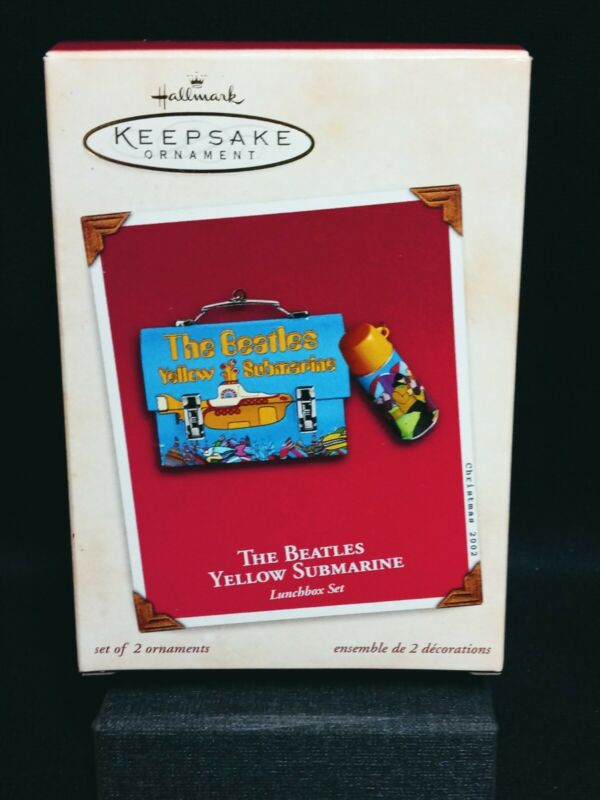 Hallmark
KEEPSAKE
ORNAMENT
The Beatles
Yellow Submarine
Christmas 2002
THE BEATLES
YELLOW SUBMARINE
Lunchbox Set
set of 2 ornaments
ensemble de 2 décorations